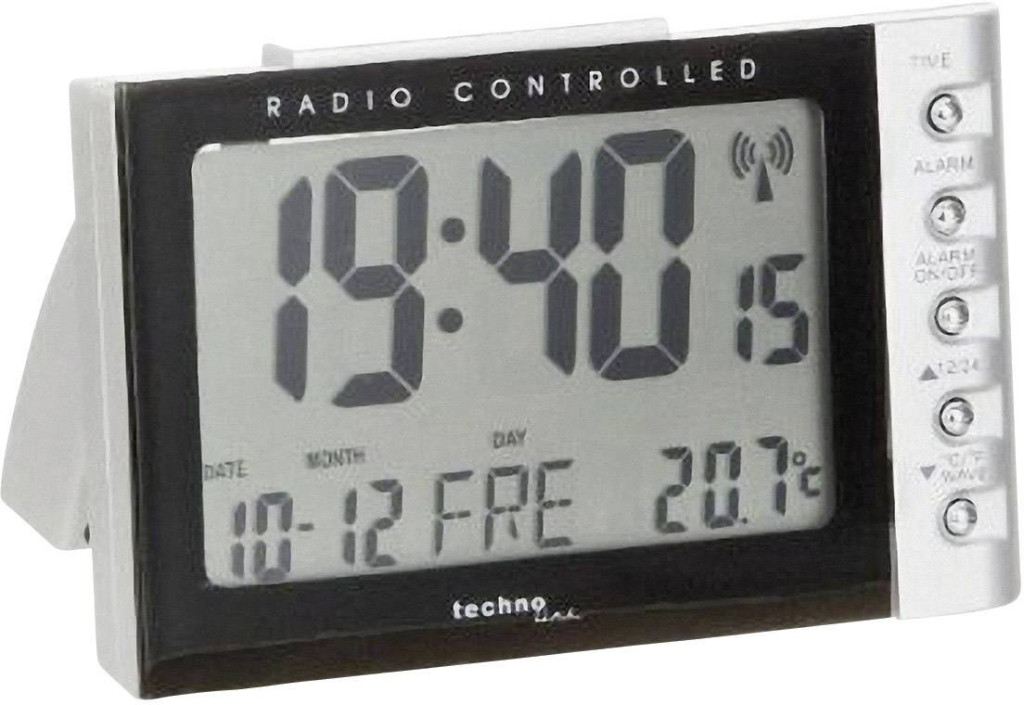 RADIO CONTROLLED
TIME
19:40
ALARM
15
ALARM
ON/OFF
▲12/24
DATE MONTH DAY
10-12 FRE 20.7°C
▼°C/°F
WAVE
techno line